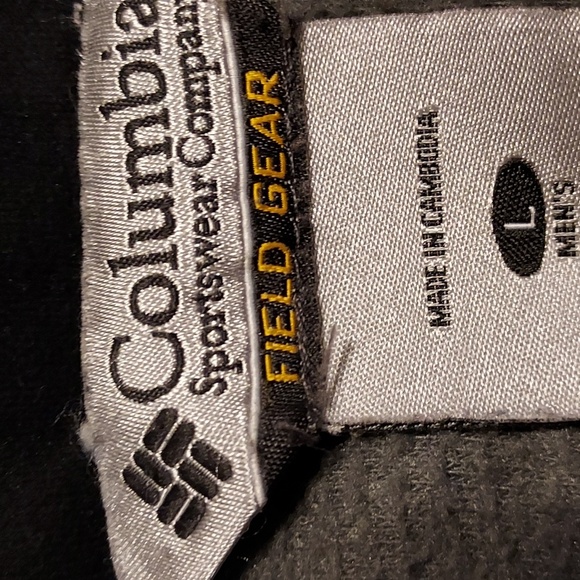 Columbia
Sportswear Company
FIELD GEAR
MADE IN CAMBODIA
L
MEN'S